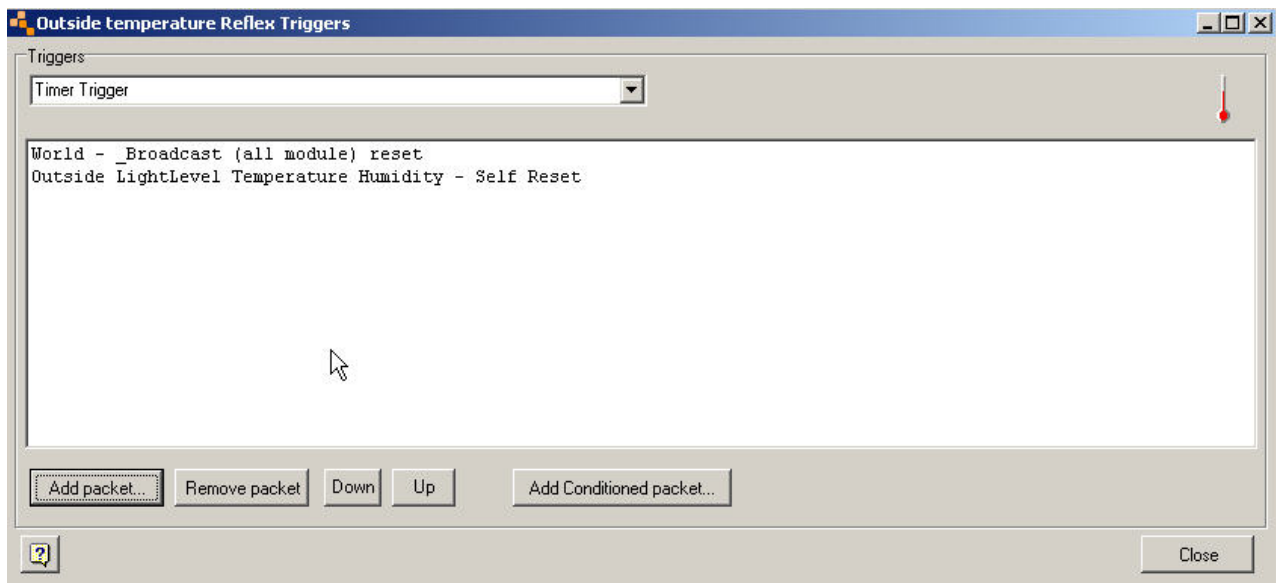 Outside temperature Reflex Triggers
Triggers
Timer Trigger
World - _Broadcast (all module) reset
Outside LightLevel Temperature Humidity - Self Reset
Add packet... Remove packet Down Up Add Conditioned packet...
? Close